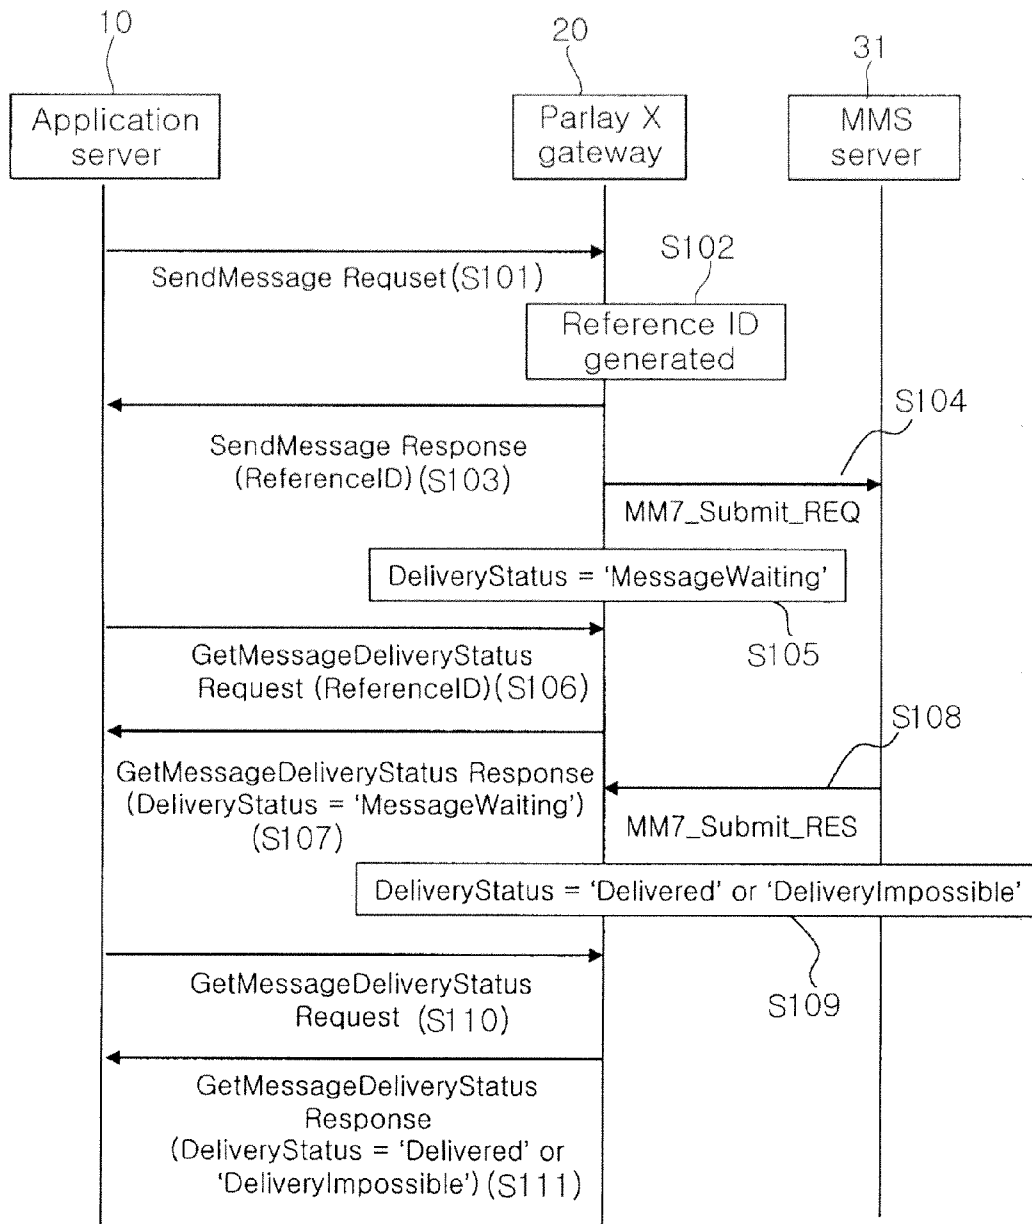 10
20
31
Application
server
Parlay X
gateway
MMS
server
SendMessage Requset(S101)
S102
Reference ID
generated
SendMessage Response
(ReferenceID)(S103)
S104
MM7_Submit_REQ
DeliveryStatus = ‘MessageWaiting’
S105
GetMessageDeliveryStatus
Request (ReferenceID)(S106)
S108
GetMessageDeliveryStatus Response
(DeliveryStatus = ‘MessageWaiting’)
(S107)
MM7_Submit_RES
DeliveryStatus = ‘Delivered’ or ‘DeliveryImpossible’
S109
GetMessageDeliveryStatus
Request (S110)
GetMessageDeliveryStatus
Response
(DeliveryStatus = ‘Delivered’ or
‘DeliveryImpossible’)(S111)